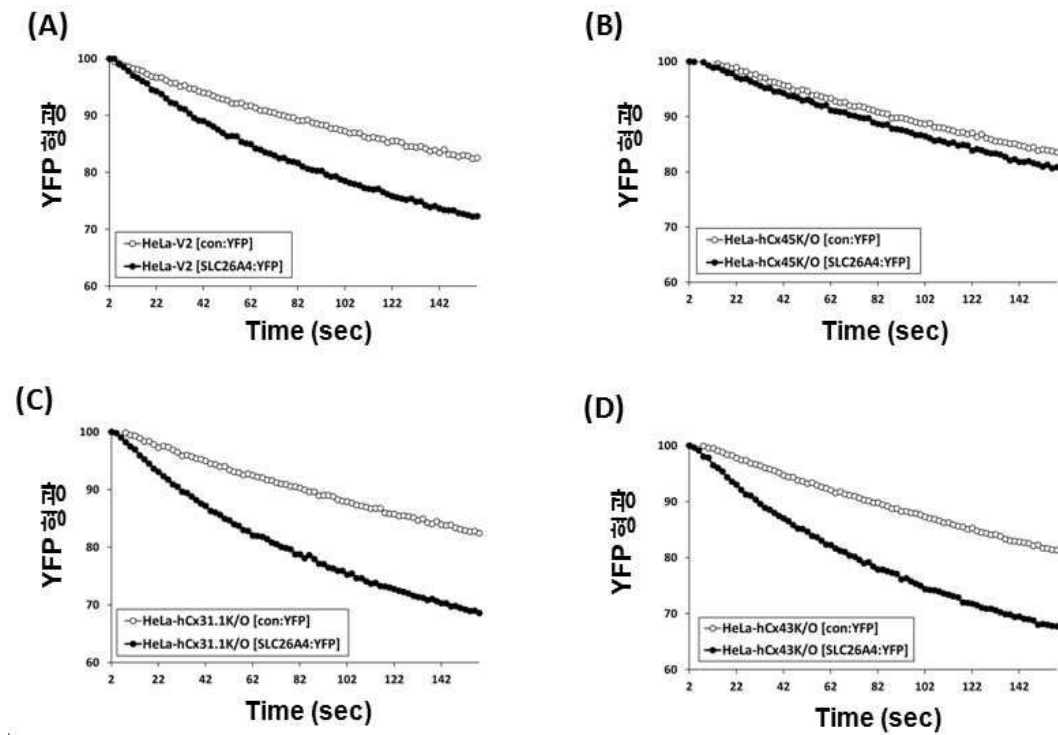 (A)
YFP 형광
100
90
80
70
60
HeLa-V2 [con:YFP]
HeLa-V2 [SLC26A4:YFP]
2 22 42 62 82 102 122 142
Time (sec)
(B)
YFP 형광
100
90
80
70
60
HeLa-hCx45K/O [con:YFP]
HeLa-hCx45K/O [SLC26A4:YFP]
2 22 42 62 82 102 122 142
Time (sec)
(C)
YFP 형광
100
90
80
70
60
HeLa-hCx31.1K/O [con:YFP]
HeLa-hCx31.1K/O [SLC26A4:YFP]
2 22 42 62 82 102 122 142
Time (sec)
(D)
YFP 형광
100
90
80
70
60
HeLa-hCx43K/O [con:YFP]
HeLa-hCx43K/O [SLC26A4:YFP]
2 22 42 62 82 102 122 142
Time (sec)